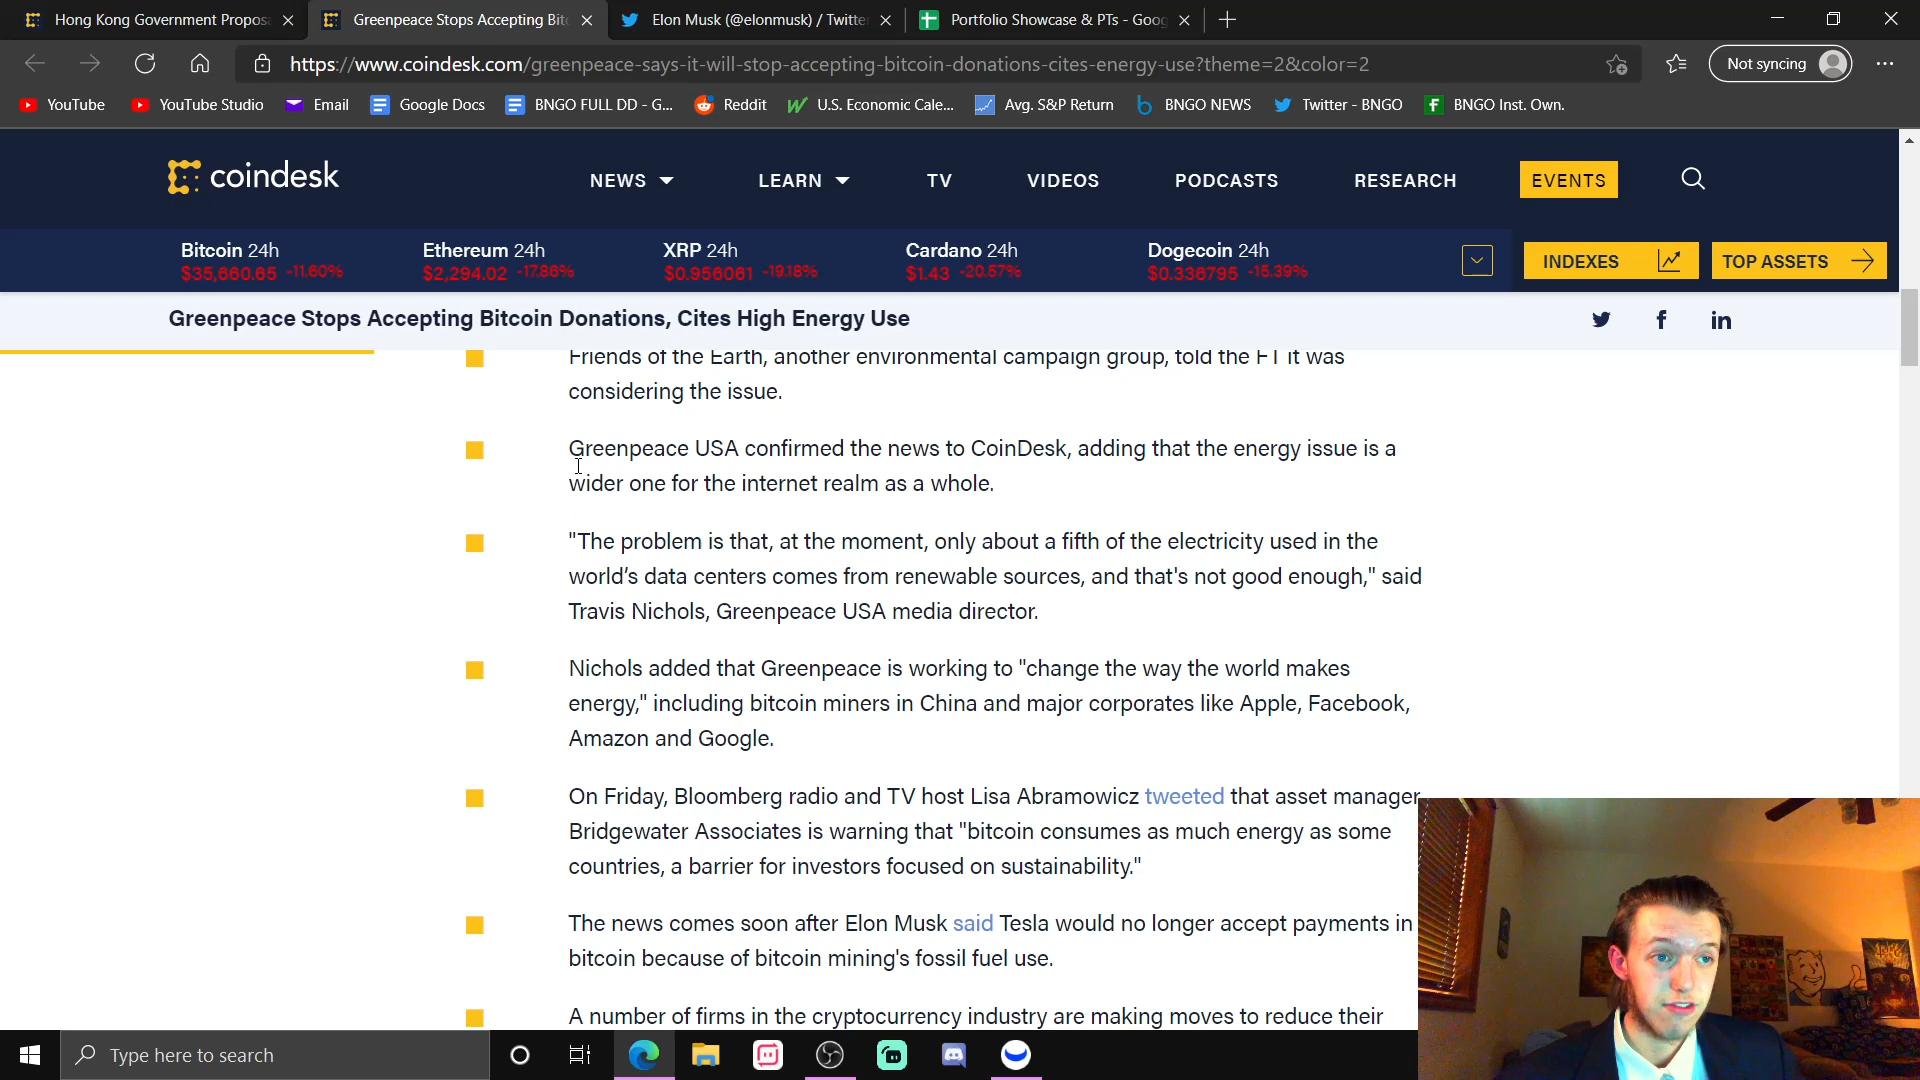 Hong Kong Government Propos
Greenpeace Stops Accepting Bit
Elon Musk (@elonmusk) / Twitte
Portfolio Showcase & PTs - Goog
https://www.coindesk.com/greenpeace-says-it-will-stop-accepting-bitcoin-donations-cites-energy-use?theme=2&color=2
Not syncing
YouTube
YouTube Studio
Email
Google Docs
BNGO FULL DD - G...
Reddit
U.S. Economic Cale...
Avg. S&P Return
BNGO NEWS
Twitter - BNGO
BNGO Inst. Own.
coindesk
NEWS
LEARN
TV
VIDEOS
PODCASTS
RESEARCH
EVENTS
Bitcoin 24h
$35,660.65 -11.60%
Ethereum 24h
$2,294.02 -17.86%
XRP 24h
$0.956061 -19.18%
Cardano 24h
$1.43 -20.57%
Dogecoin 24h
$0.336795 -15.39%
INDEXES
TOP ASSETS
Greenpeace Stops Accepting Bitcoin Donations, Cites High Energy Use
Friends of the Earth, another environmental campaign group, told the FT it was
considering the issue.
Greenpeace USA confirmed the news to CoinDesk, adding that the energy issue is a
wider one for the internet realm as a whole.
"The problem is that, at the moment, only about a fifth of the electricity used in the
world’s data centers comes from renewable sources, and that's not good enough," said
Travis Nichols, Greenpeace USA media director.
Nichols added that Greenpeace is working to "change the way the world makes
energy," including bitcoin miners in China and major corporates like Apple, Facebook,
Amazon and Google.
On Friday, Bloomberg radio and TV host Lisa Abramowicz tweeted that asset manager
Bridgewater Associates is warning that "bitcoin consumes as much energy as some
countries, a barrier for investors focused on sustainability."
The news comes soon after Elon Musk said Tesla would no longer accept payments in
bitcoin because of bitcoin mining's fossil fuel use.
A number of firms in the cryptocurrency industry are making moves to reduce their
Type here to search